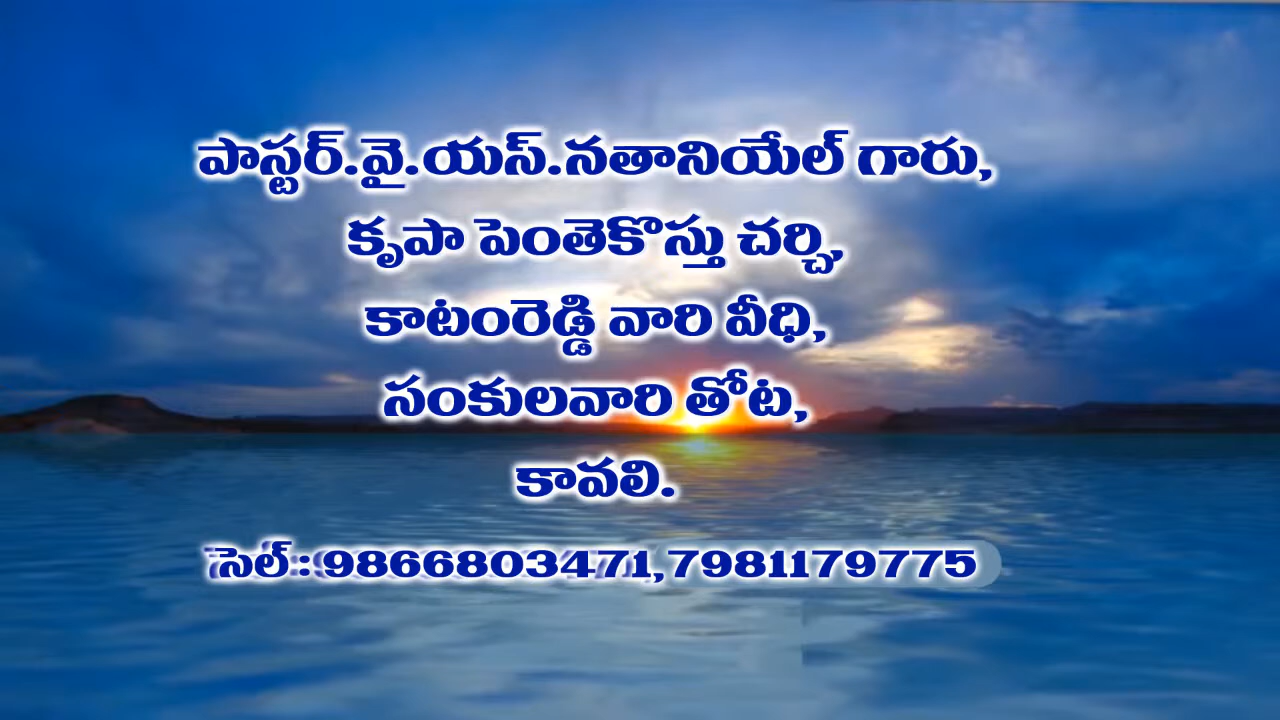 పాస్టర్.వై.యస్.నతానియేల్ గారు,
కృపా పెంతెకొస్తు చర్చి,
కాటంరెడ్డి వారి వీధి,
సంకులవారి తోట,
కావలి.
సెల్ : 9866803471,7981179775